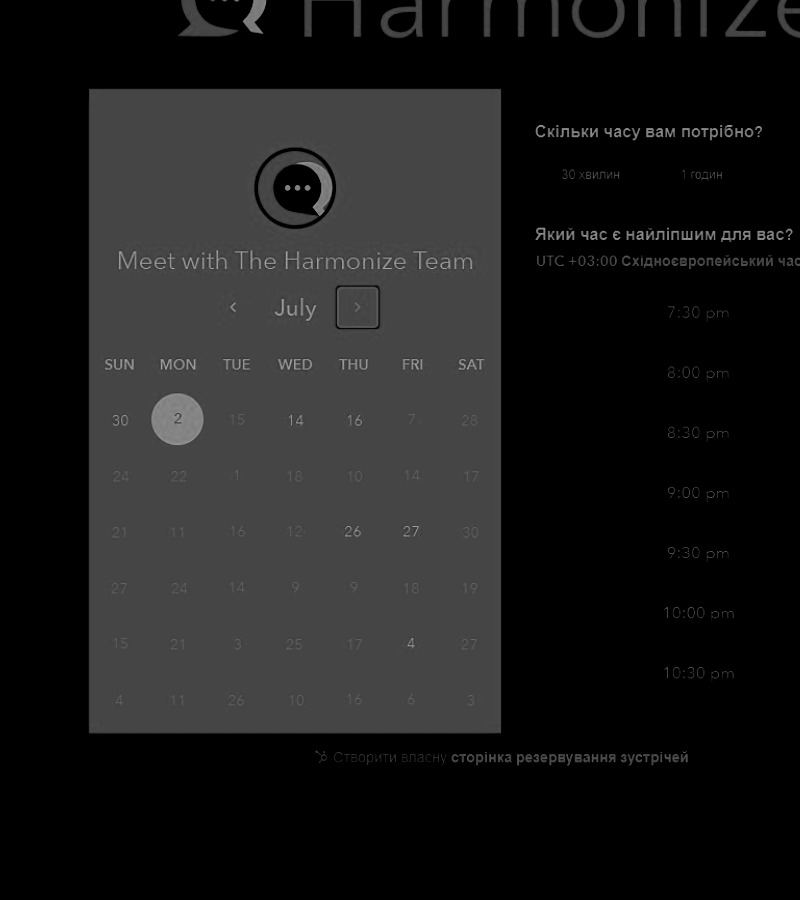 Harmonize
Meet with The Harmonize Team
July
SUN MON TUE WED THU FRI SAT
30 2 15 14 16 7 28
24 22 1 18 10 14 17
21 11 16 12 26 27 30
27 24 14 9 9 18 19
15 21 3 25 17 4 27
4 11 26 10 16 6 3
Скільки часу вам потрібно?
30 хвилин 1 годин
Який час є найліпшим для вас?
UTC +03:00 Східноєвропейський час
7:30 pm
8:00 pm
8:30 pm
9:00 pm
9:30 pm
10:00 pm
10:30 pm
Створити власну сторінка резервування зустрічей